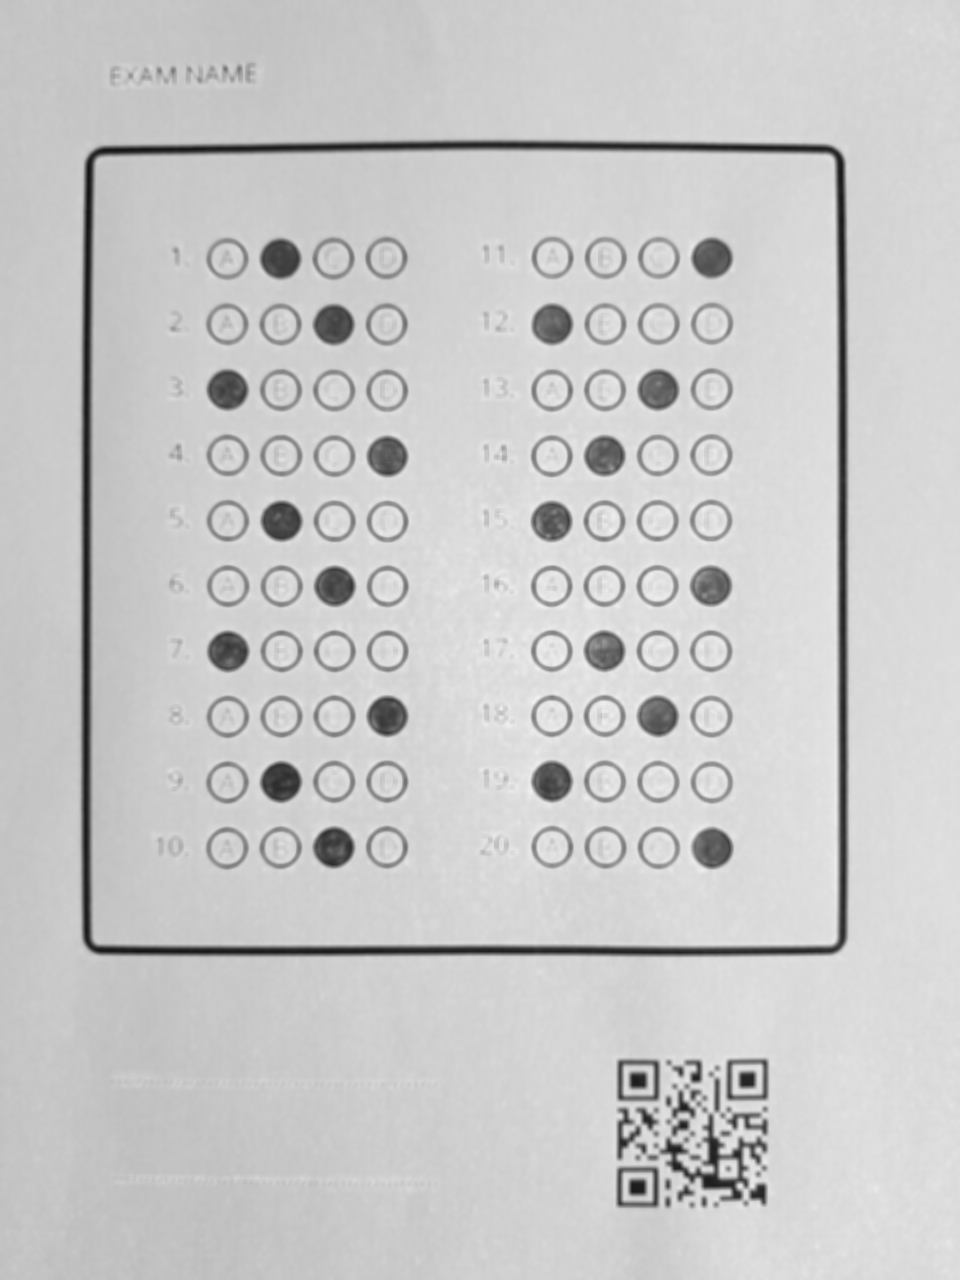 EXAM NAME
1. A C D
2. A B D
3. B C D
4. A B C
5. A C D
6. A B D
7. B C D
8. A B C
9. A C D
10. A B D
11. A B C
12. B C D
13. A B D
14. A C D
15. B C D
16. A B C
17. A C D
18. A B D
19. B C D
20. A B C